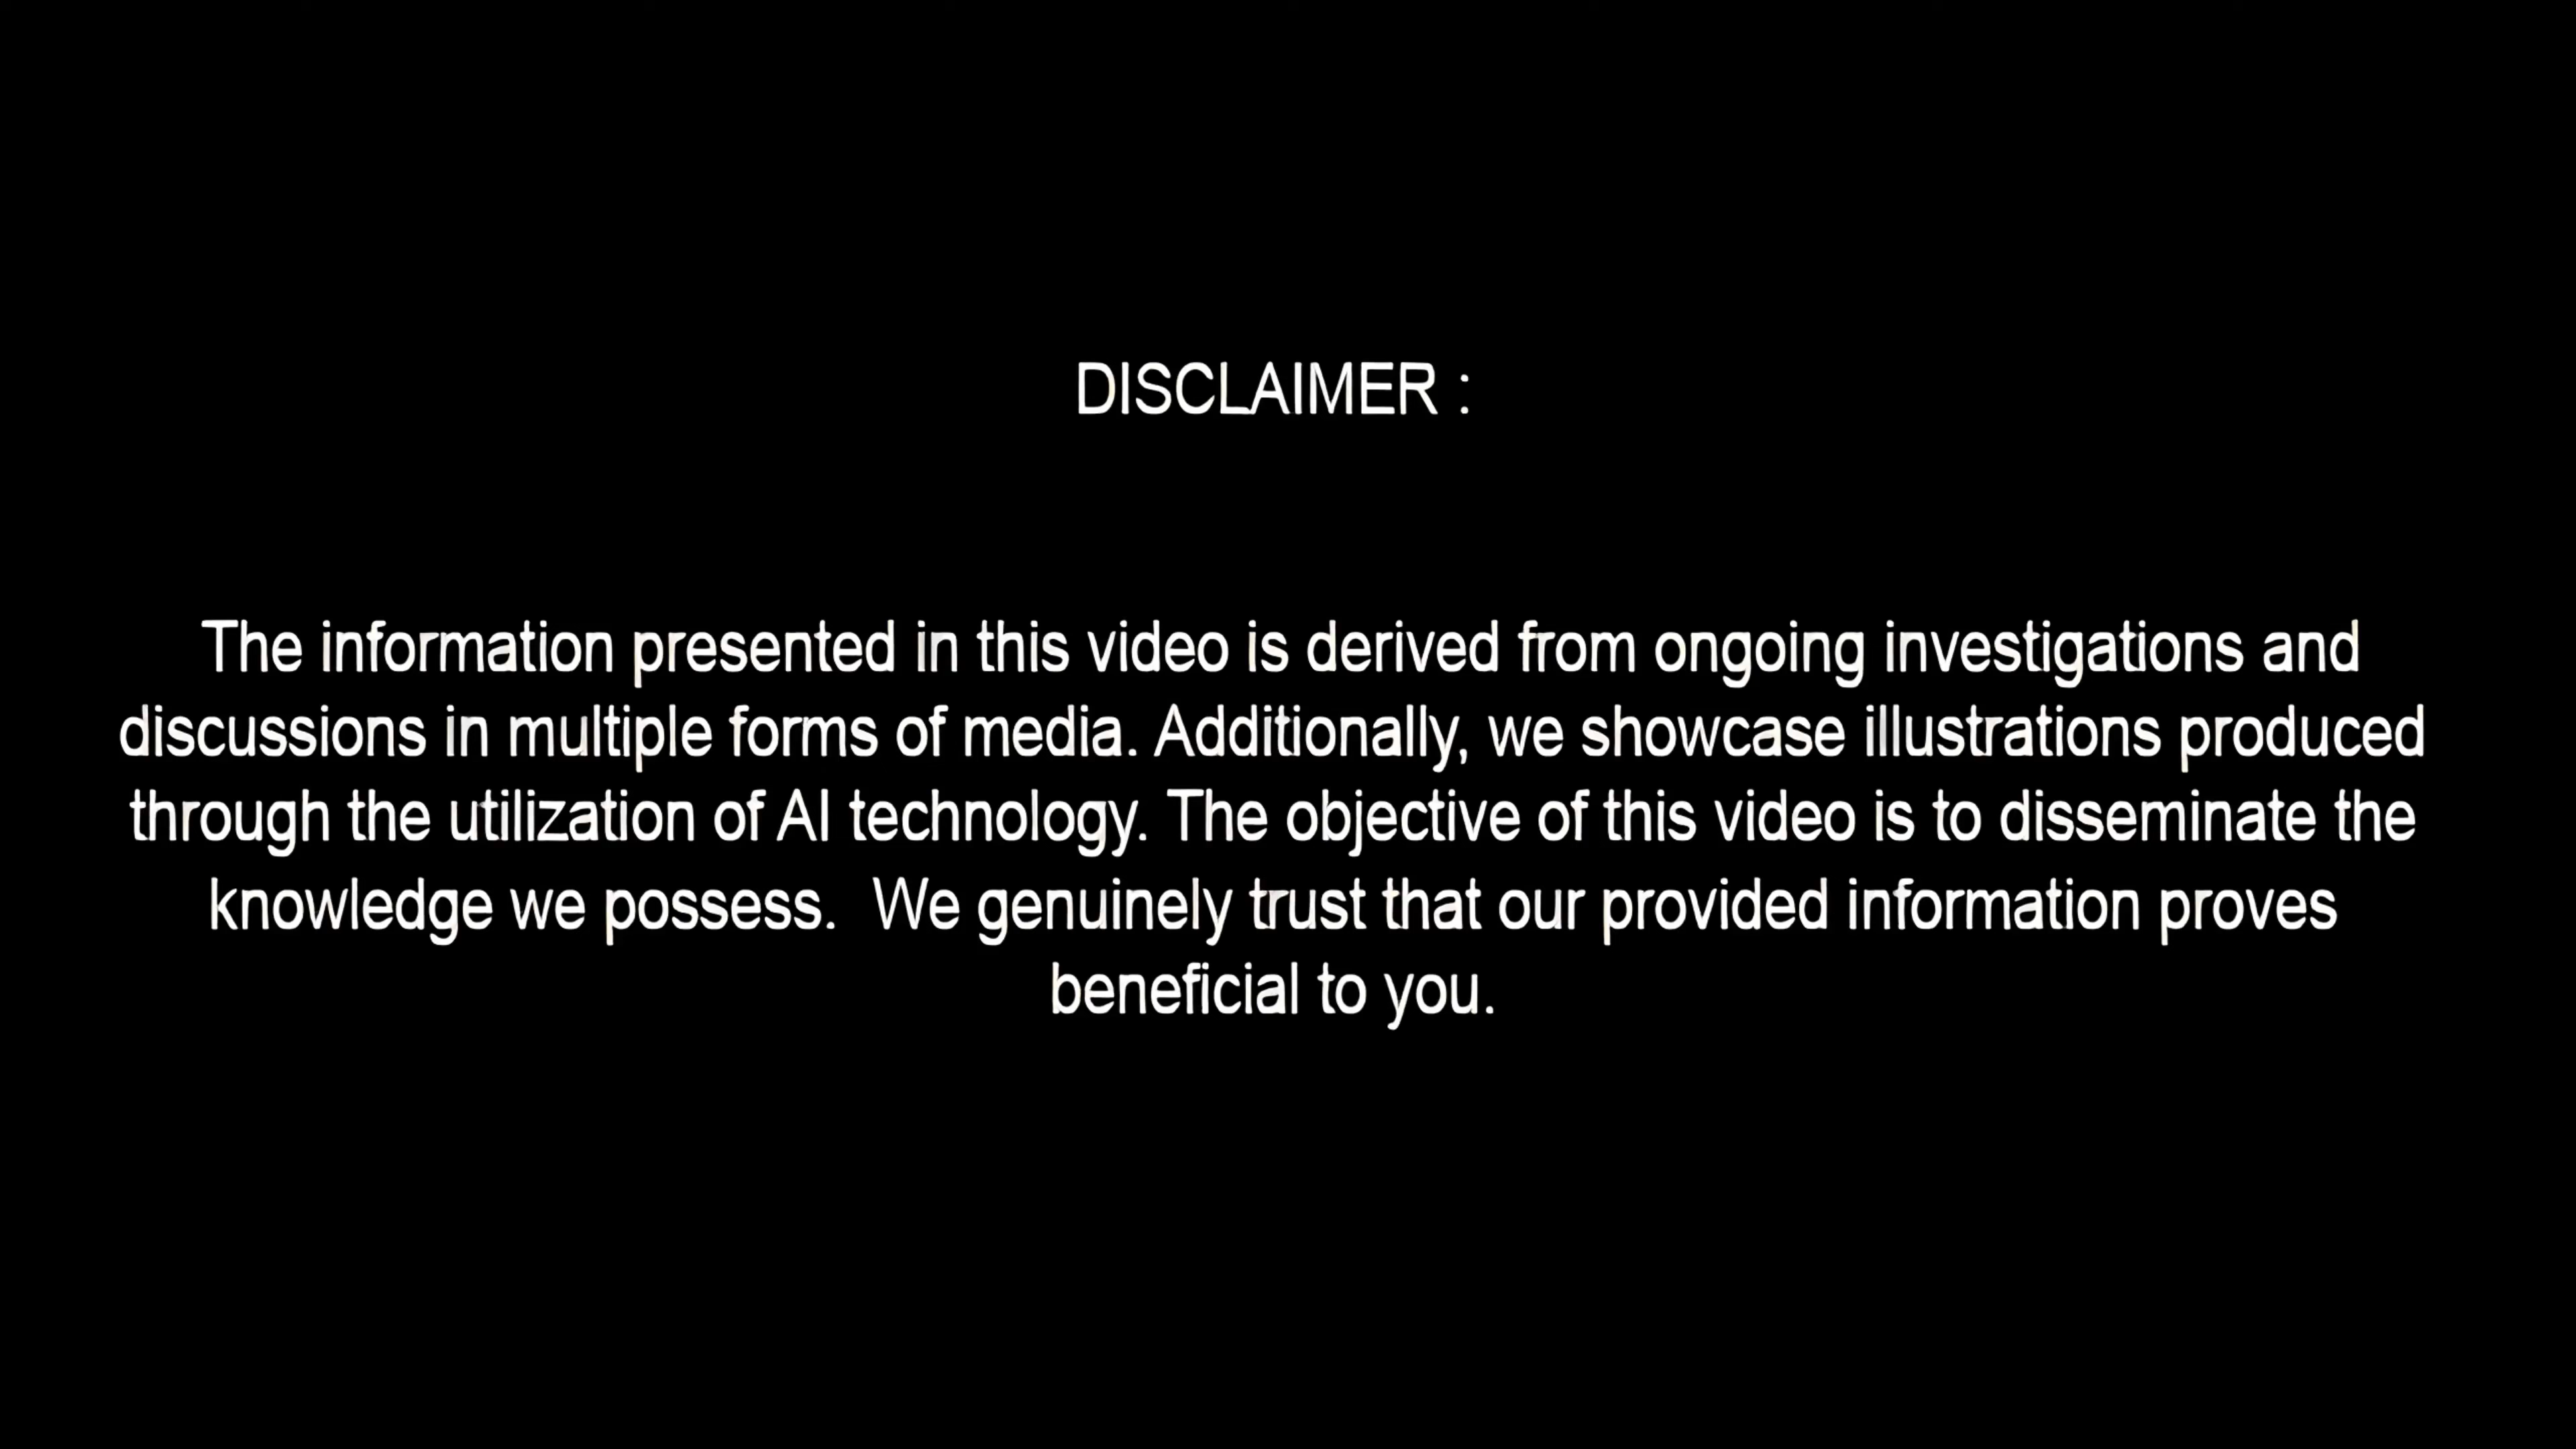 DISCLAIMER :
The information presented in this video is derived from ongoing investigations and
discussions in multiple forms of media. Additionally, we showcase illustrations produced
through the utilization of AI technology. The objective of this video is to disseminate the
knowledge we possess.  We genuinely trust that our provided information proves
beneficial to you.